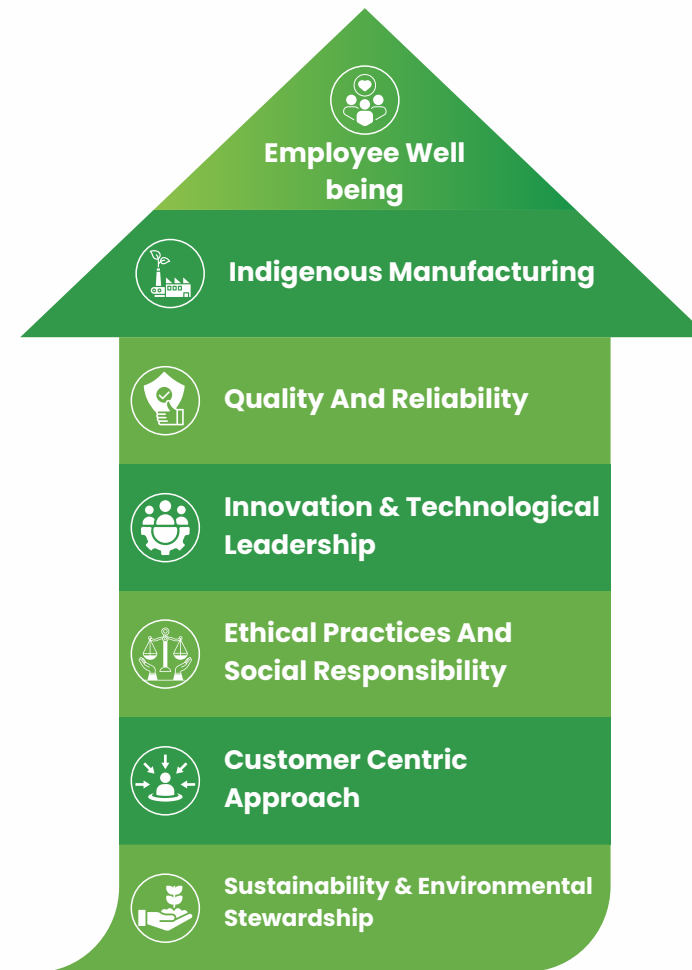 Employee Well
being
Indigenous Manufacturing
Quality And Reliability
Innovation & Technological
Leadership
Ethical Practices And
Social Responsibility
Customer Centric
Approach
Sustainability & Environmental
Stewardship